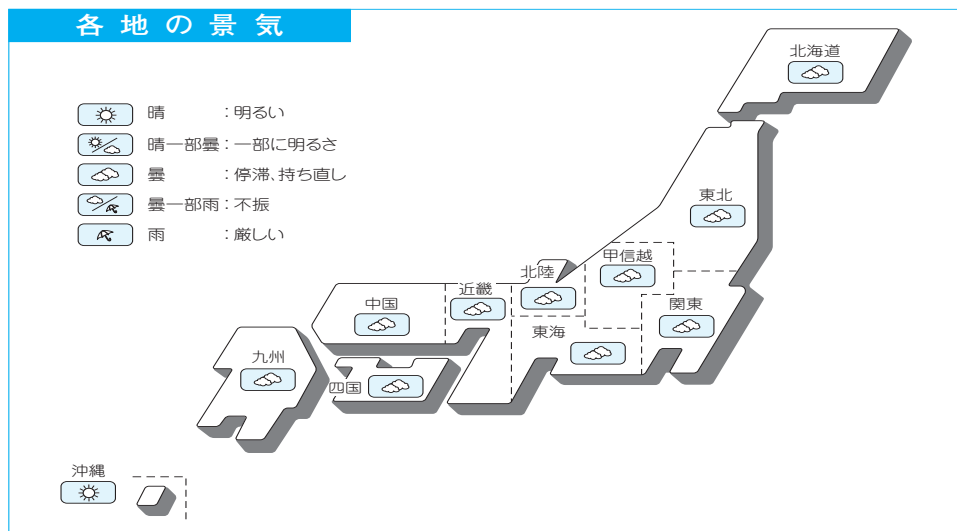 各地の景気
晴　：明るい
晴一部曇：一部に明るさ
曇　：停滞、持ち直し
曇一部雨：不振
雨　：厳しい
北海道
東北
甲信越
北陸
近畿
中国
関東
東海
九州
四国
沖縄